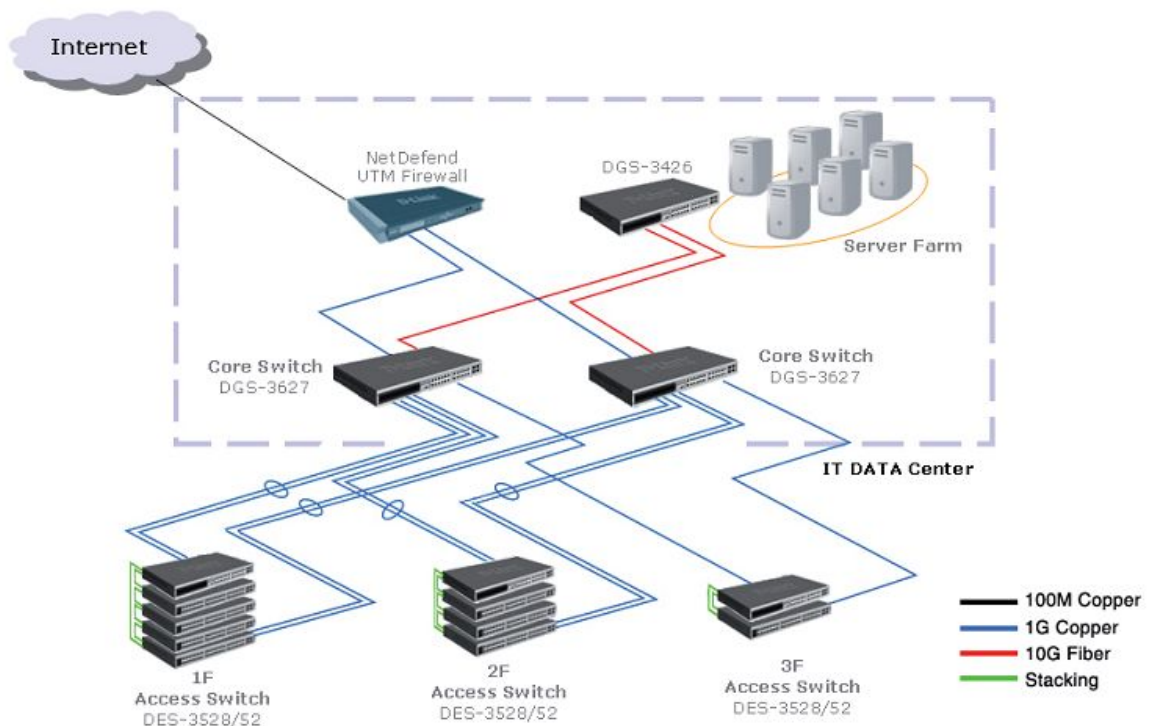 Internet
NetDefend
UTM Firewall
DGS-3426
Server Farm
Core Switch
DGS-3627
Core Switch
DGS-3627
IT DATA Center
1F
Access Switch
DES-3528/52
2F
Access Switch
DES-3528/52
3F
Access Switch
DES-3528/52
100M Copper
1G Copper
10G Fiber
Stacking